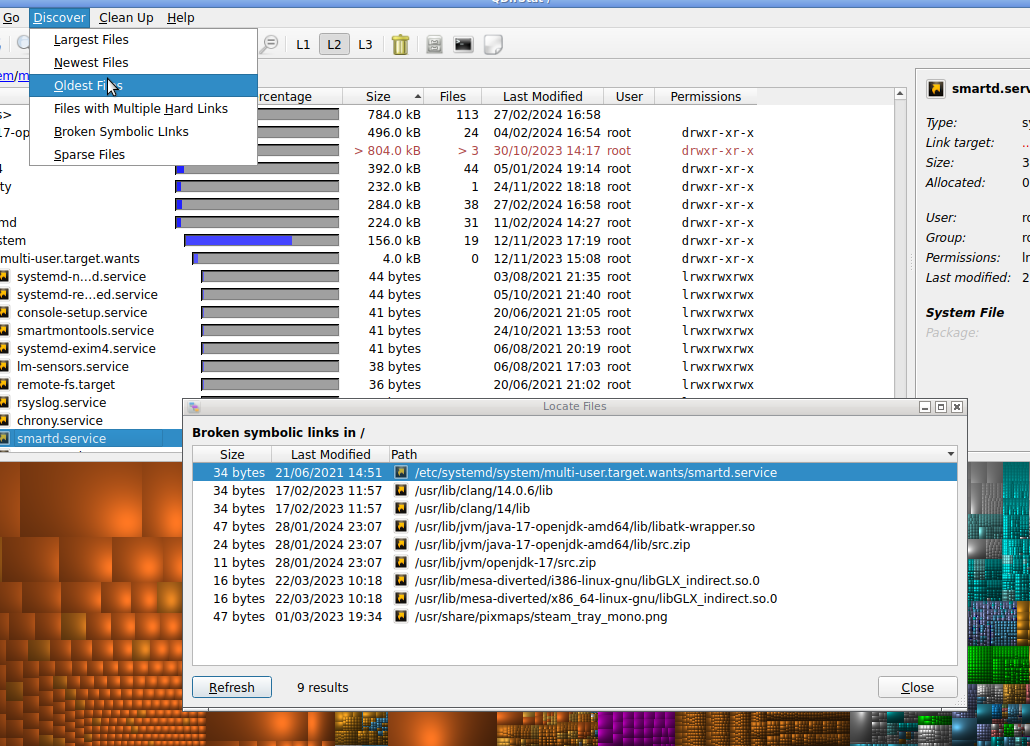 QDirStat /
Go Discover Clean Up Help
Largest Files
Newest Files
Oldest Files
Files with Multiple Hard Links
Broken Symbolic LInks
Sparse Files
L1 L2 L3
rcentage Size Files Last Modified User Permissions
s> 784.0 kB 113 27/02/2024 16:58
17-op 496.0 kB 24 04/02/2024 16:54 root drwxr-xr-x
> 804.0 kB > 3 30/10/2023 14:17 root drwxr-xr-x
392.0 kB 44 05/01/2024 19:14 root drwxr-xr-x
ty 232.0 kB 1 24/11/2022 18:18 root drwxr-xr-x
284.0 kB 38 27/02/2024 16:58 root drwxr-xr-x
md 224.0 kB 31 11/02/2024 14:27 root drwxr-xr-x
stem 156.0 kB 19 12/11/2023 17:19 root drwxr-xr-x
multi-user.target.wants 4.0 kB 0 12/11/2023 15:08 root drwxr-xr-x
systemd-n...d.service 44 bytes 03/08/2021 21:35 root lrwxrwxrwx
systemd-re...ed.service 44 bytes 05/10/2021 21:40 root lrwxrwxrwx
console-setup.service 41 bytes 20/06/2021 21:05 root lrwxrwxrwx
smartmontools.service 41 bytes 24/10/2021 13:53 root lrwxrwxrwx
systemd-exim4.service 41 bytes 06/08/2021 20:19 root lrwxrwxrwx
lm-sensors.service 38 bytes 06/08/2021 17:03 root lrwxrwxrwx
remote-fs.target 36 bytes 20/06/2021 21:02 root lrwxrwxrwx
rsyslog.service
chrony.service
smartd.service
smartd.serv
Type: sy
Link target: ..
Size: 3
Allocated: 0
User: ro
Group: ro
Permissions: lr
Last modified: 2
System File
Package:
Locate Files
Broken symbolic links in /
Size Last Modified Path
34 bytes 21/06/2021 14:51 /etc/systemd/system/multi-user.target.wants/smartd.service
34 bytes 17/02/2023 11:57 /usr/lib/clang/14.0.6/lib
34 bytes 17/02/2023 11:57 /usr/lib/clang/14/lib
47 bytes 28/01/2024 23:07 /usr/lib/jvm/java-17-openjdk-amd64/lib/libatk-wrapper.so
24 bytes 28/01/2024 23:07 /usr/lib/jvm/java-17-openjdk-amd64/lib/src.zip
11 bytes 28/01/2024 23:07 /usr/lib/jvm/openjdk-17/src.zip
16 bytes 22/03/2023 10:18 /usr/lib/mesa-diverted/i386-linux-gnu/libGLX_indirect.so.0
16 bytes 22/03/2023 10:18 /usr/lib/mesa-diverted/x86_64-linux-gnu/libGLX_indirect.so.0
47 bytes 01/03/2023 19:34 /usr/share/pixmaps/steam_tray_mono.png
Refresh 9 results Close